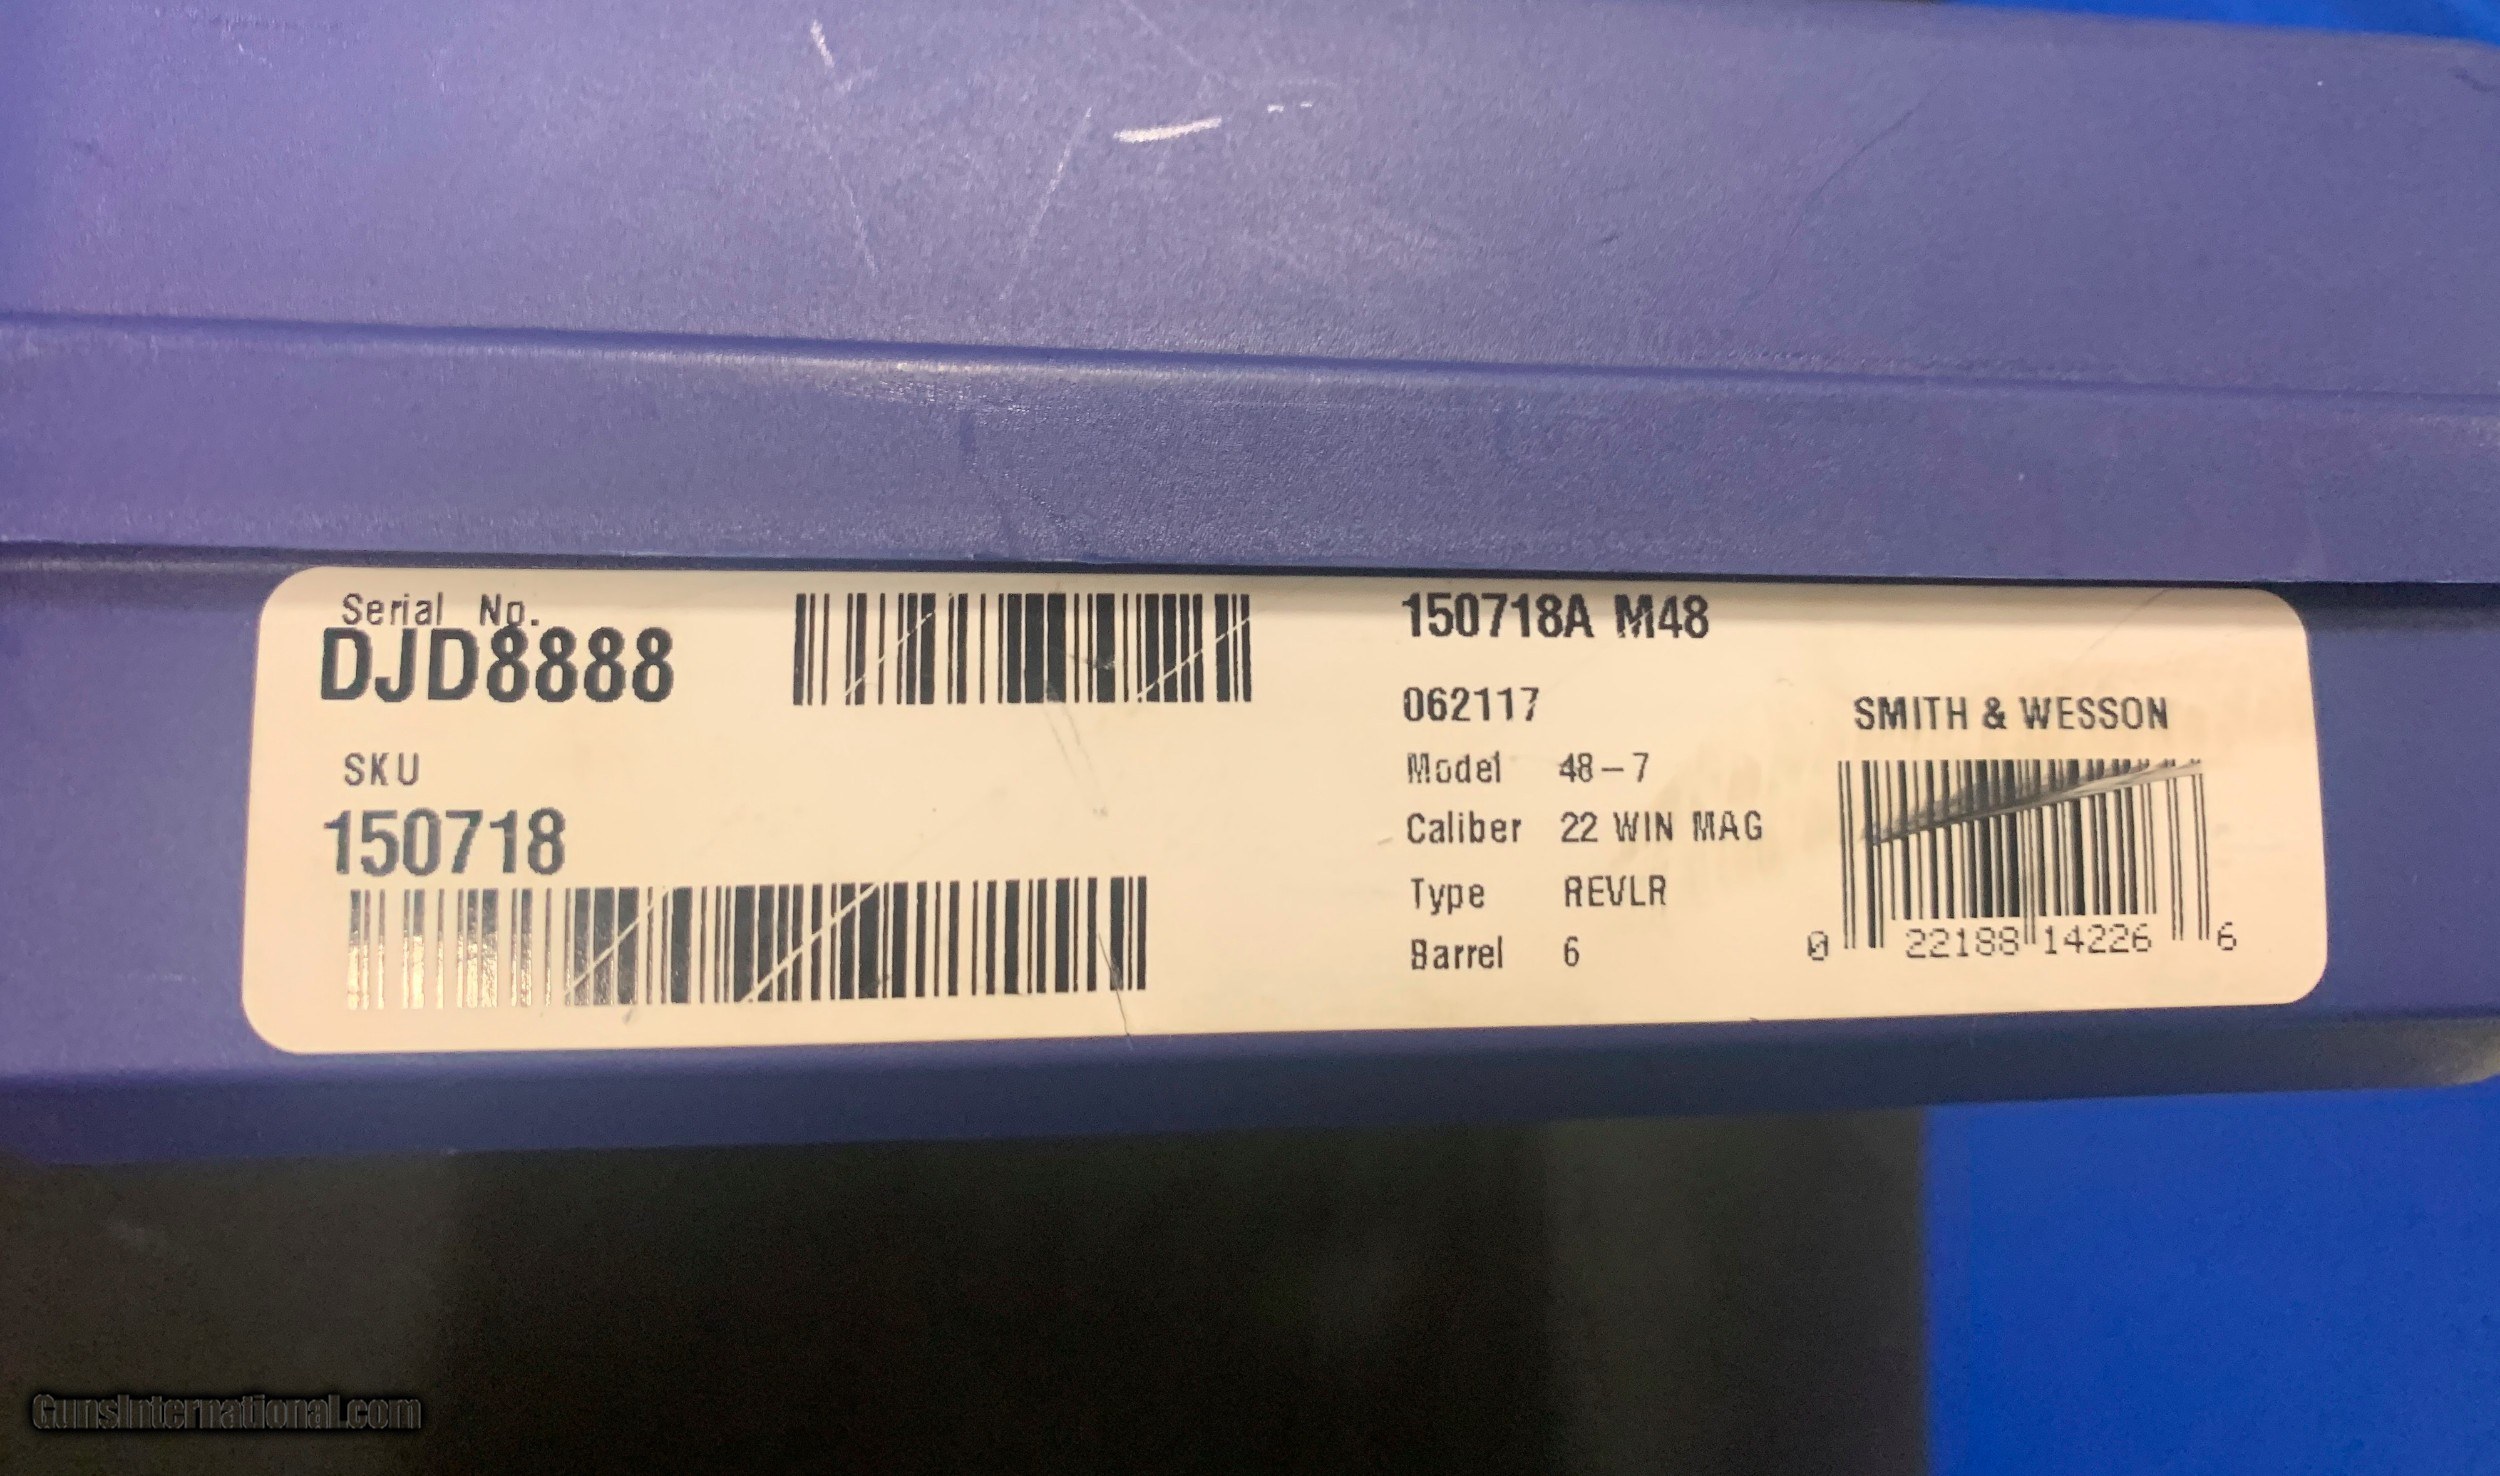 Serial No.
DJD8888
SKU
150718
150718A M48
062117
Model 48-7
Caliber 22 WIN MAG
Type REVLR
Barrel 6
SMITH & WESSON
0 22188 14226 6
GunsInternational.com